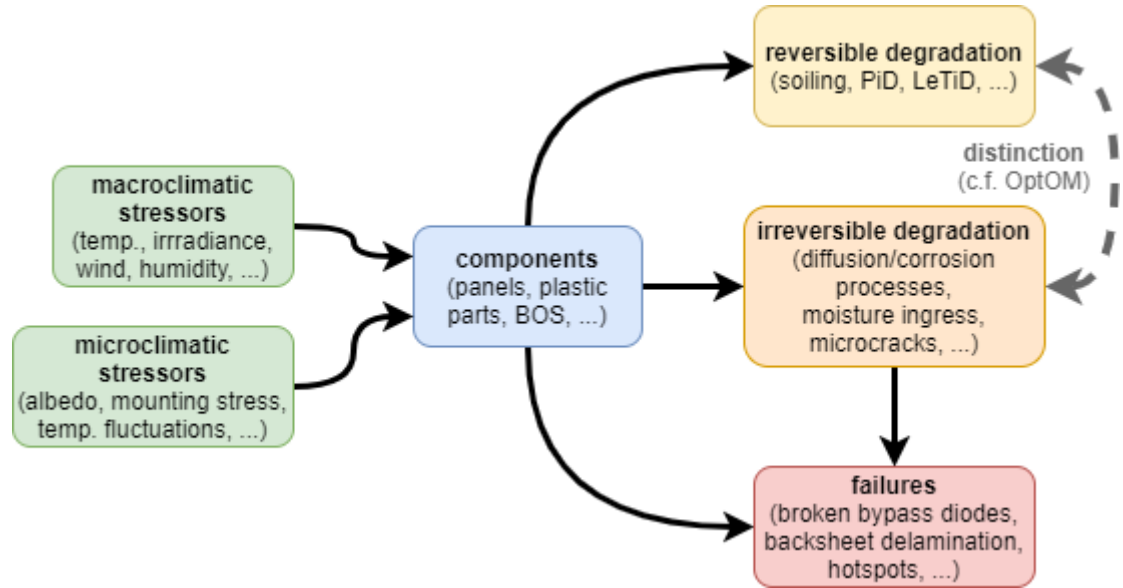 macroclimatic
stressors
(temp., irrradiance,
wind, humidity, ...)
microclimatic
stressors
(albedo, mounting stress,
temp. fluctuations, ...)
components
(panels, plastic
parts, BOS, ...)
reversible degradation
(soiling, PiD, LeTiD, ...)
distinction
(c.f. OptOM)
irreversible degradation
(diffusion/corrosion
processes,
moisture ingress,
microcracks, ...)
failures
(broken bypass diodes,
backsheet delamination,
hotspots, ...)